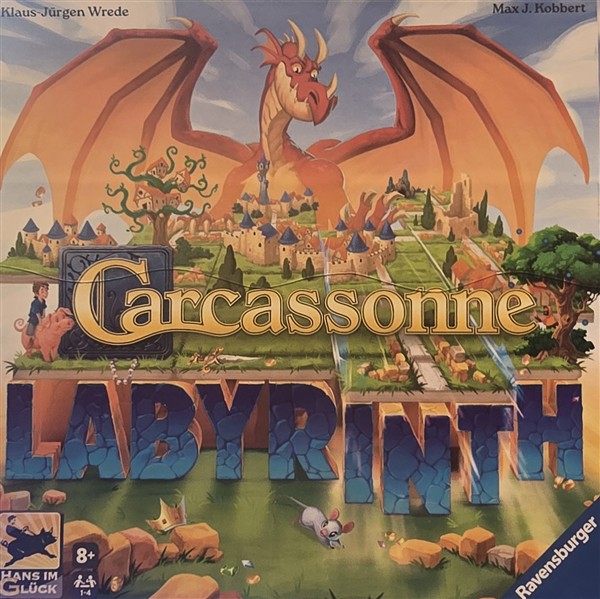 Klaus-Jürgen Wrede
Max J. Kobbert
Carcassonne
LABYRINTH
HANS IM
GLÜCK
8+
1-4
Ravensburger